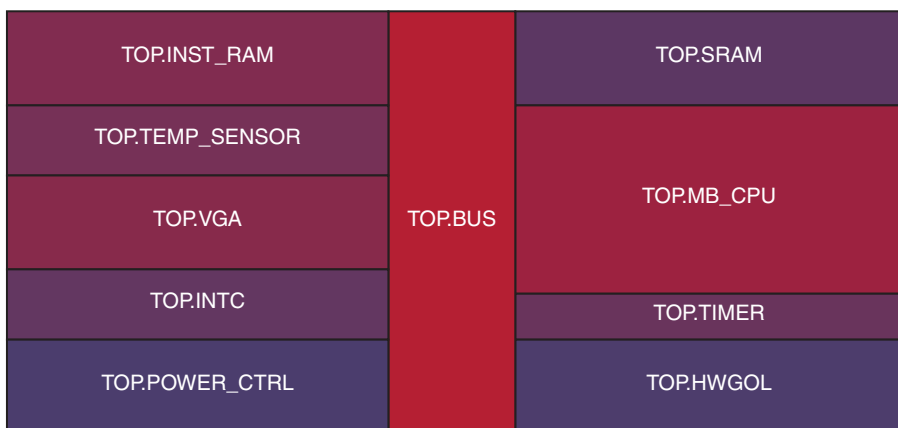 TOP.INST_RAM
TOP.TEMP_SENSOR
TOP.VGA
TOP.INTC
TOP.POWER_CTRL
TOP.BUS
TOP.SRAM
TOP.MB_CPU
TOP.TIMER
TOP.HWGOL